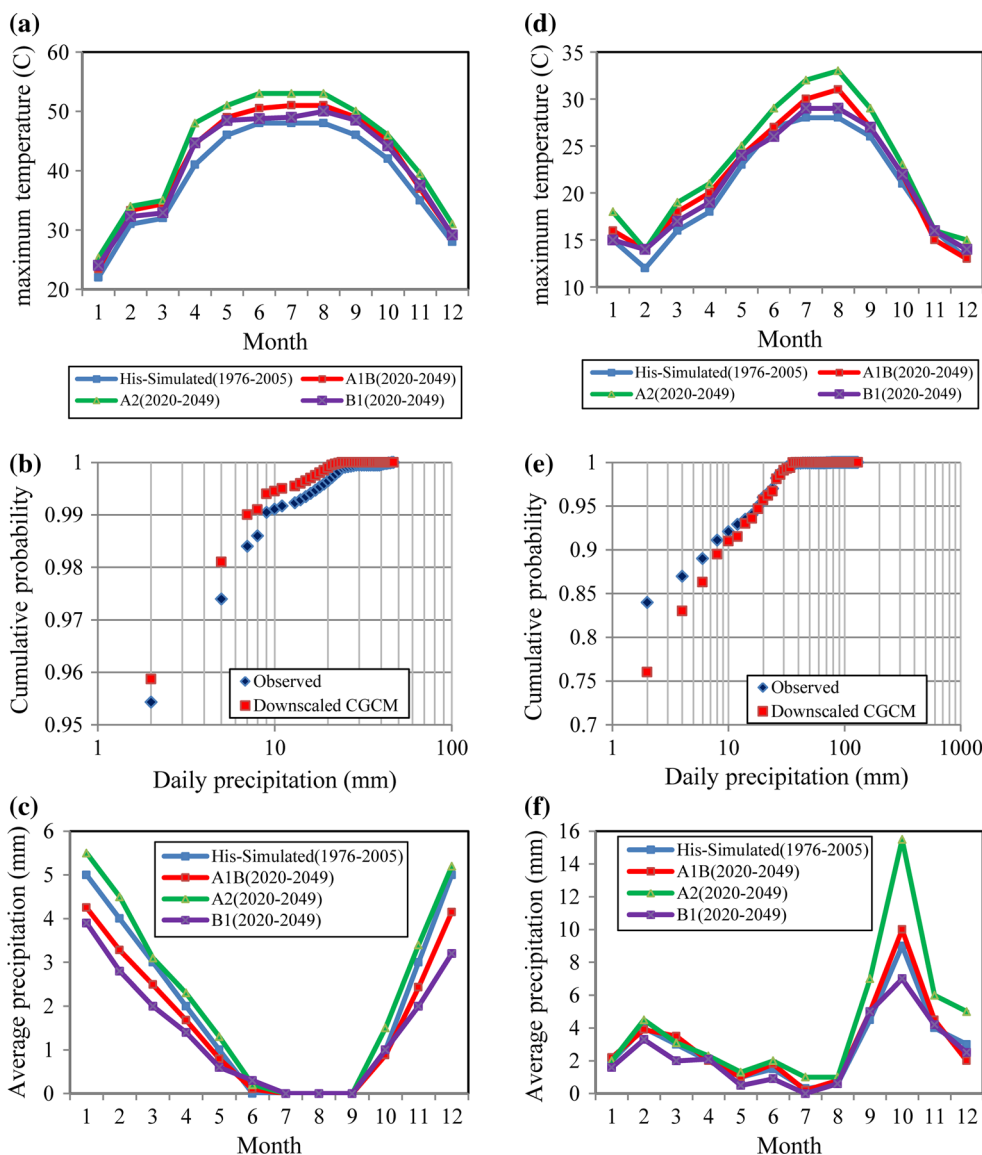 (a)
60
50
40
30
20
maximum temperature (C)
1 2 3 4 5 6 7 8 9 10 11 12
Month
His-Simulated(1976-2005)
A1B(2020-2049)
A2(2020-2049)
B1(2020-2049)
(d)
35
30
25
20
15
10
maximum temperature (C)
1 2 3 4 5 6 7 8 9 10 11 12
Month
His-Simulated(1976-2005)
A1B(2020-2049)
A2(2020-2049)
B1(2020-2049)
(b)
1
0.99
0.98
0.97
0.96
0.95
Cumulative probability
Observed
Downscaled CGCM
1 10 100
Daily precipitation (mm)
(e)
1
0.95
0.9
0.85
0.8
0.75
0.7
Cumulative probability
Observed
Downscaled CGCM
1 10 100 1000
Daily precipitation (mm)
(c)
6
5
4
3
2
1
0
Average precipitation (mm)
His-Simulated(1976-2005)
A1B(2020-2049)
A2(2020-2049)
B1(2020-2049)
1 2 3 4 5 6 7 8 9 10 11 12
Month
(f)
16
14
12
10
8
6
4
2
0
Average precipitation (mm)
His-Simulated(1976-2005)
A1B(2020-2049)
A2(2020-2049)
B1(2020-2049)
1 2 3 4 5 6 7 8 9 10 11 12
Month